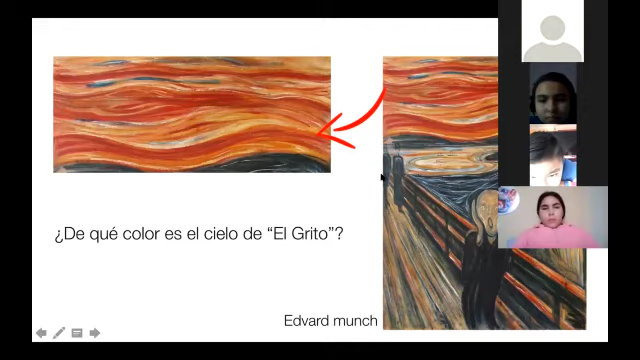 ¿De qué color es el cielo de “El Grito”?
Edvard munch